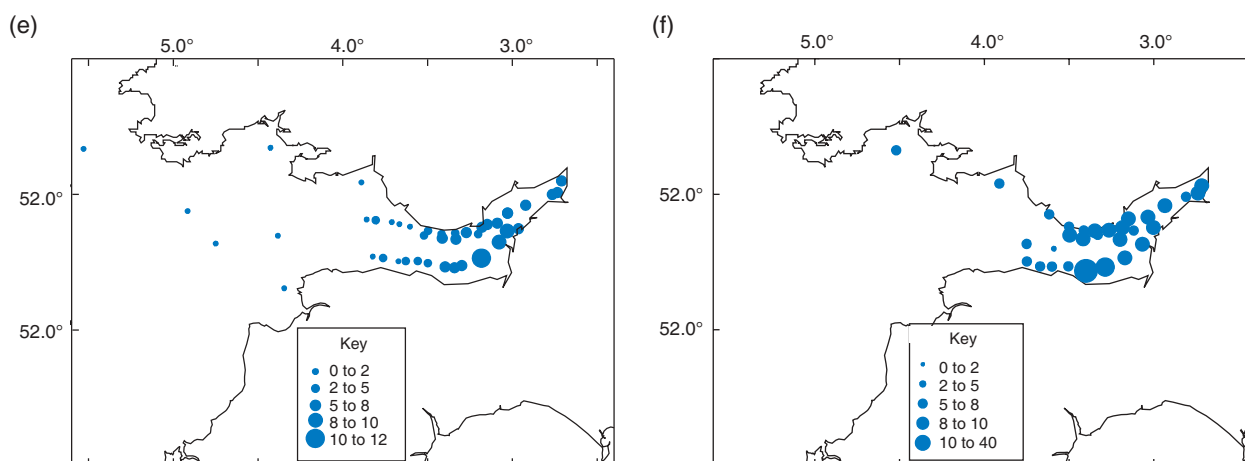 (e)
5.0° 4.0° 3.0°
52.0°
52.0°
Key
0 to 2
2 to 5
5 to 8
8 to 10
10 to 12
(f)
5.0° 4.0° 3.0°
52.0°
52.0°
Key
0 to 2
2 to 5
5 to 8
8 to 10
10 to 40